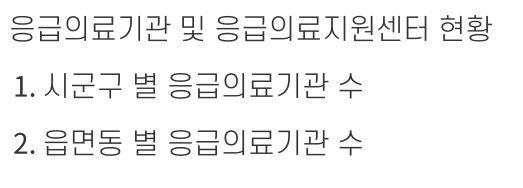 응급의료기관 및 응급의료지원센터 현황
1. 시군구 별 응급의료기관 수
2. 읍면동 별 응급의료기관 수